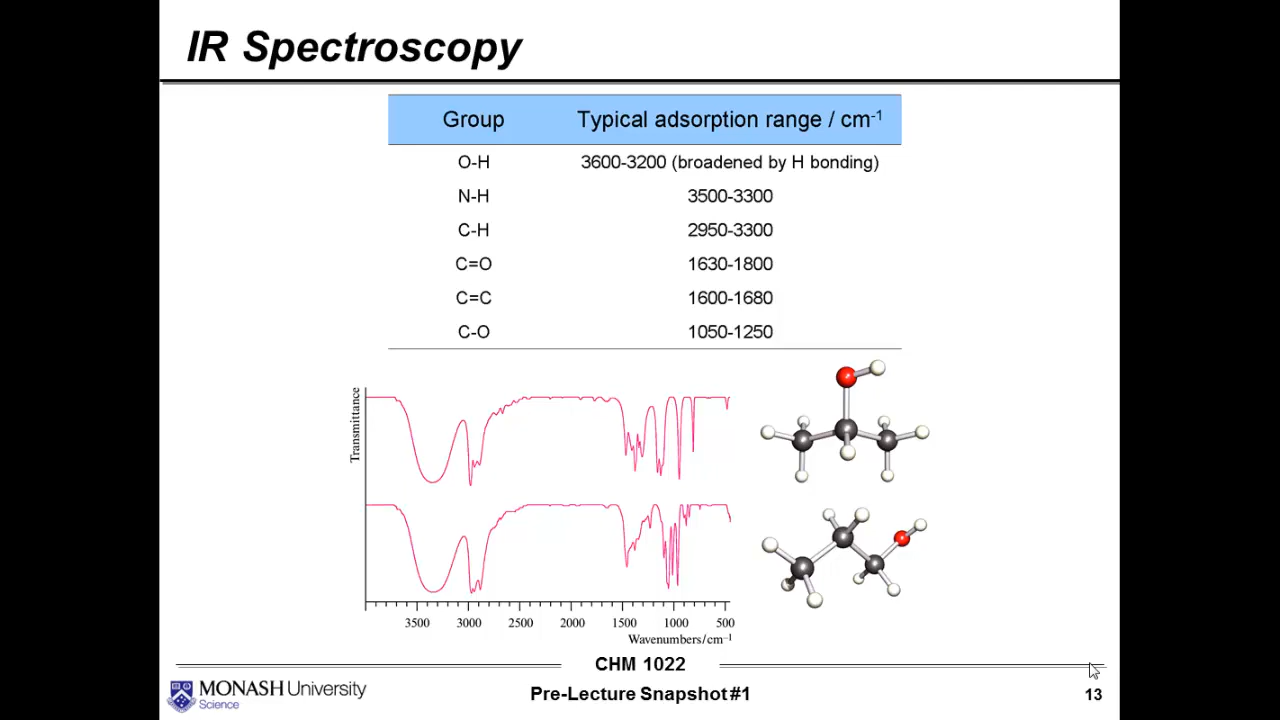 IR Spectroscopy
Group Typical adsorption range / cm-1
O-H 3600-3200 (broadened by H bonding)
N-H 3500-3300
C-H 2950-3300
C=O 1630-1800
C=C 1600-1680
C-O 1050-1250
Transmittance
3500 3000 2500 2000 1500 1000 500
Wavenumbers/cm−1
CHM 1022
MONASH University
Science
Pre-Lecture Snapshot #1
13